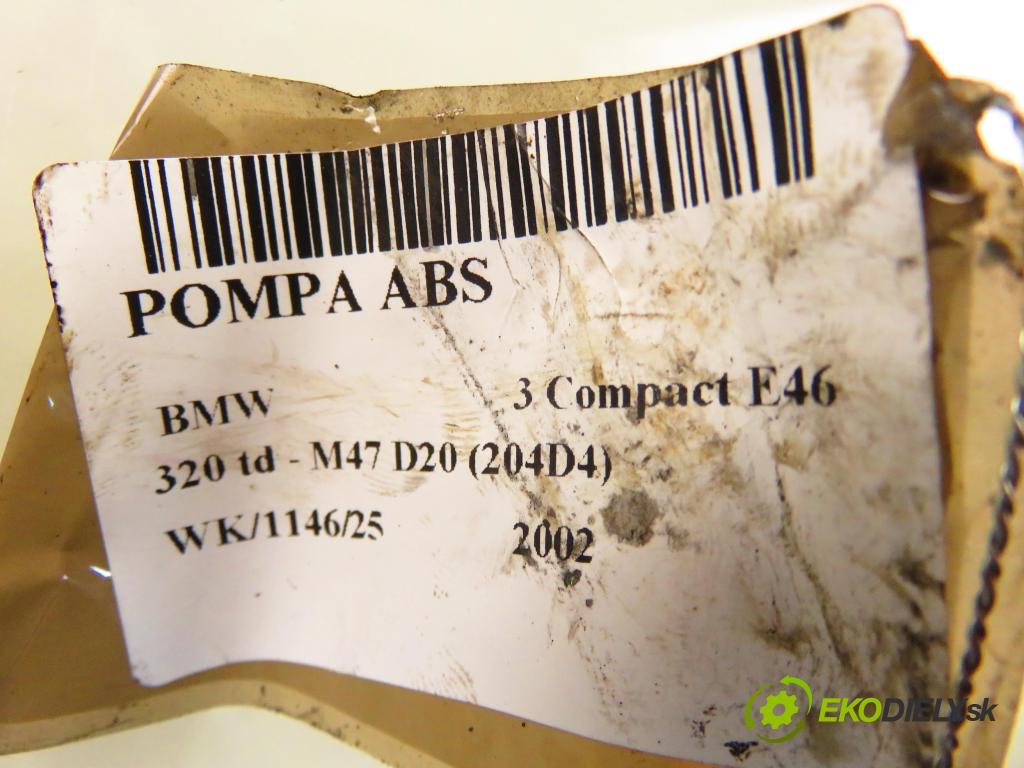 POMPA ABS
BMW 3 Compact E46
320 td - M47 D20 (204D4)
WK/1146/25 2002
EKODIELY.sk